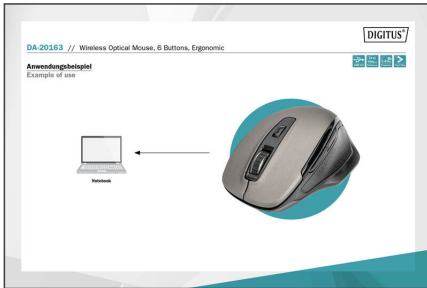 DIGITUS®
DA-20163 // Wireless Optical Mouse, 6 Buttons, Ergonomic
Anwendungsbeispiel
Example of use
Notebook